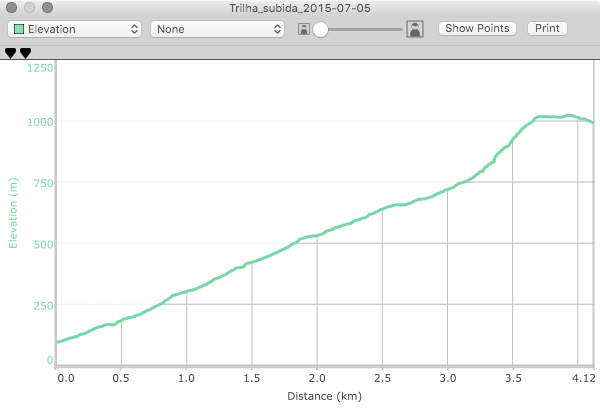 Trilha_subida_2015-07-05
Elevation None Show Points Print
1250
1000
750
500
250
0
Elevation (m)
0.0 0.5 1.0 1.5 2.0 2.5 3.0 3.5 4.12
Distance (km)